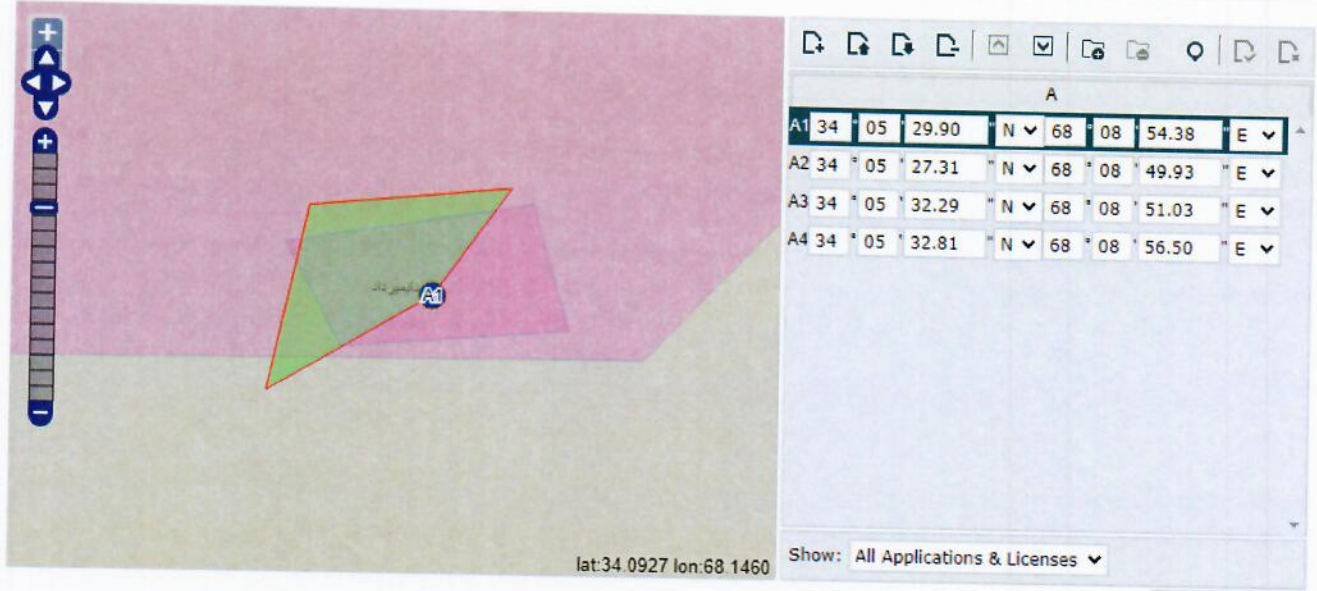 A
A1 34 ° 05 ' 29.90 " N 68 ° 08 ' 54.38 " E
A2 34 ° 05 ' 27.31 " N 68 ° 08 ' 49.93 " E
A3 34 ° 05 ' 32.29 " N 68 ° 08 ' 51.03 " E
A4 34 ° 05 ' 32.81 " N 68 ° 08 ' 56.50 " E
A1
lat:34.0927 lon:68.1460
Show: All Applications & Licenses